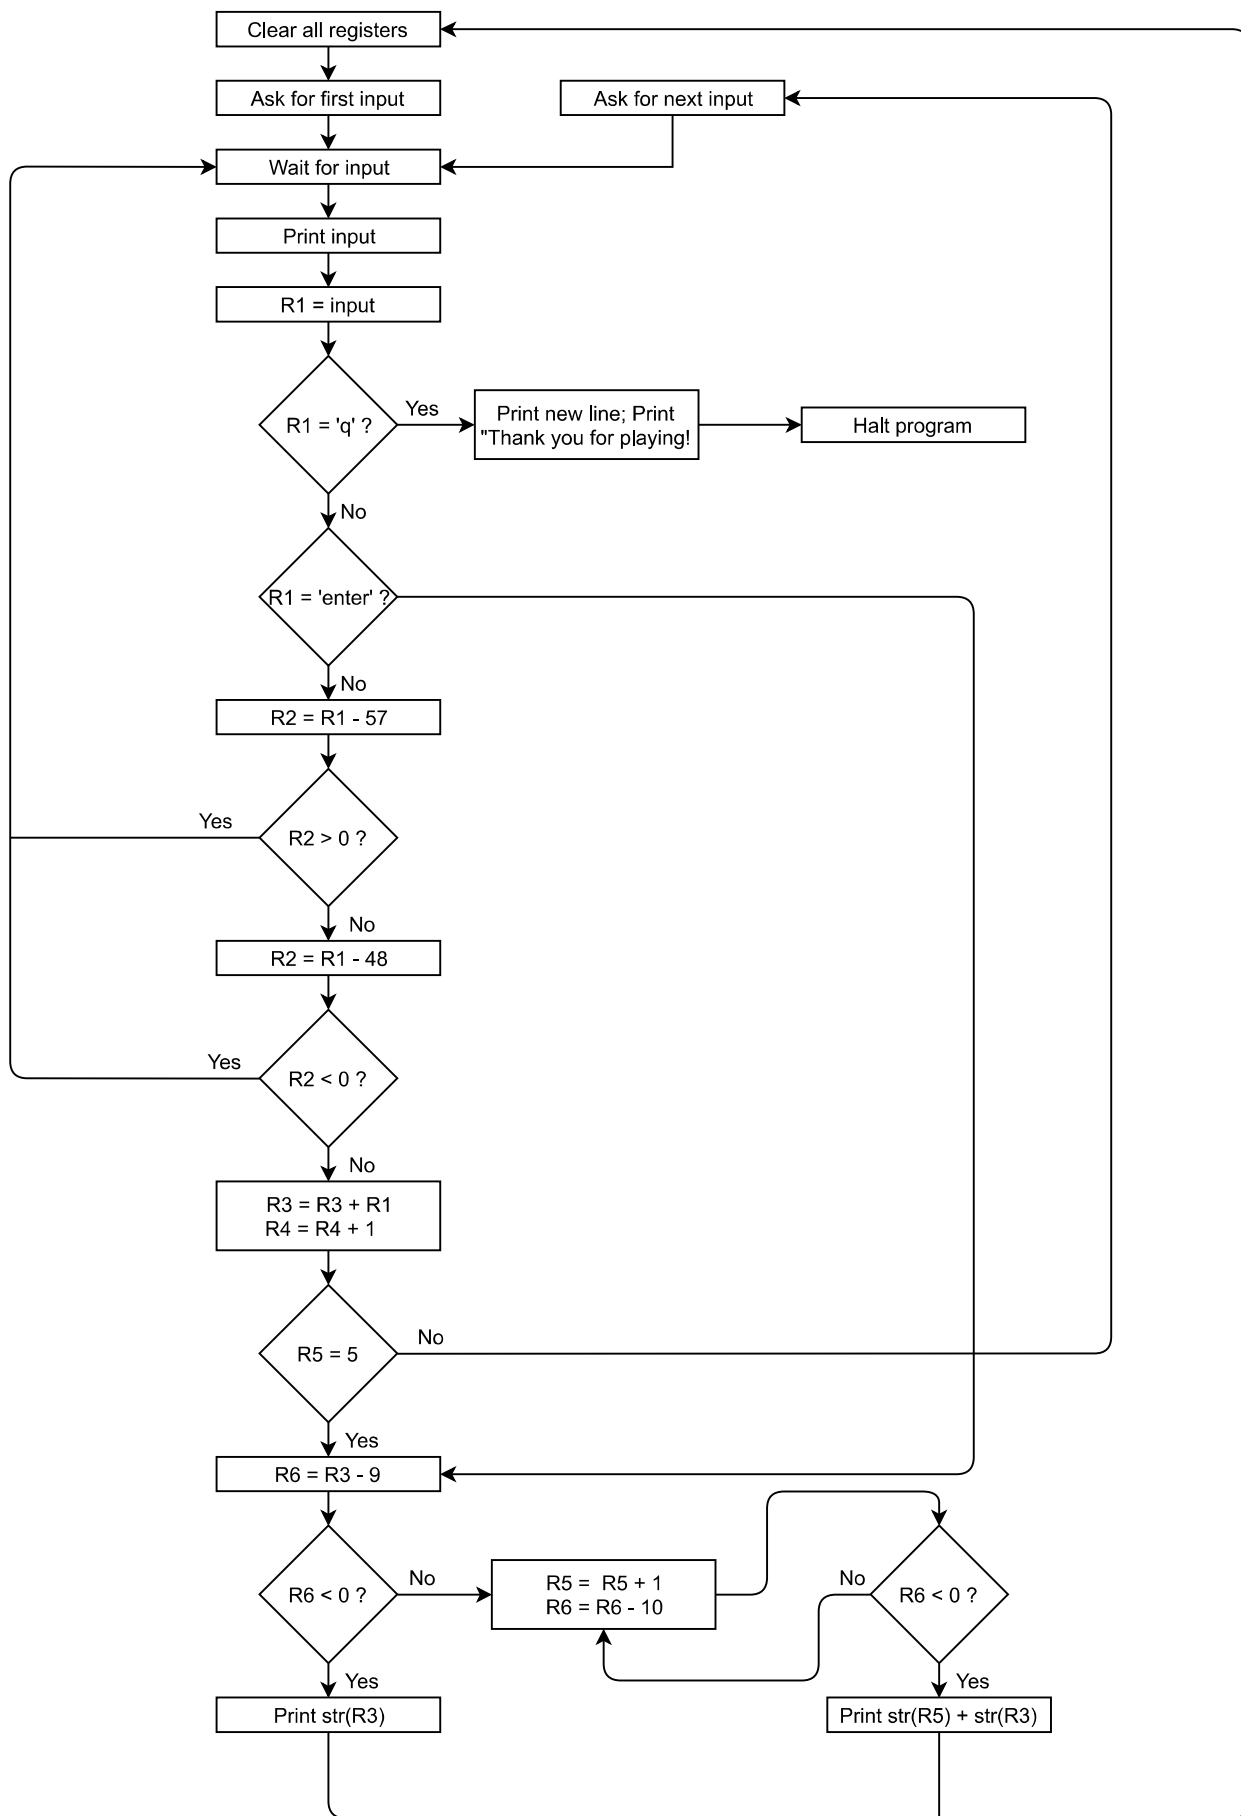 Clear all registers
Ask for first input
Ask for next input
Wait for input
Print input
R1 = input
R1 = 'q' ?
Yes
Print new line; Print
"Thank you for playing!
Halt program
No
R1 = 'enter' ?
No
R2 = R1 - 57
Yes
R2 > 0 ?
No
R2 = R1 - 48
Yes
R2 < 0 ?
No
R3 = R3 + R1
R4 = R4 + 1
No
R5 = 5
Yes
R6 = R3 - 9
R6 < 0 ?
No
R5 =  R5 + 1
R6 = R6 - 10
No
R6 < 0 ?
Yes
Yes
Print str(R3)
Print str(R5) + str(R3)